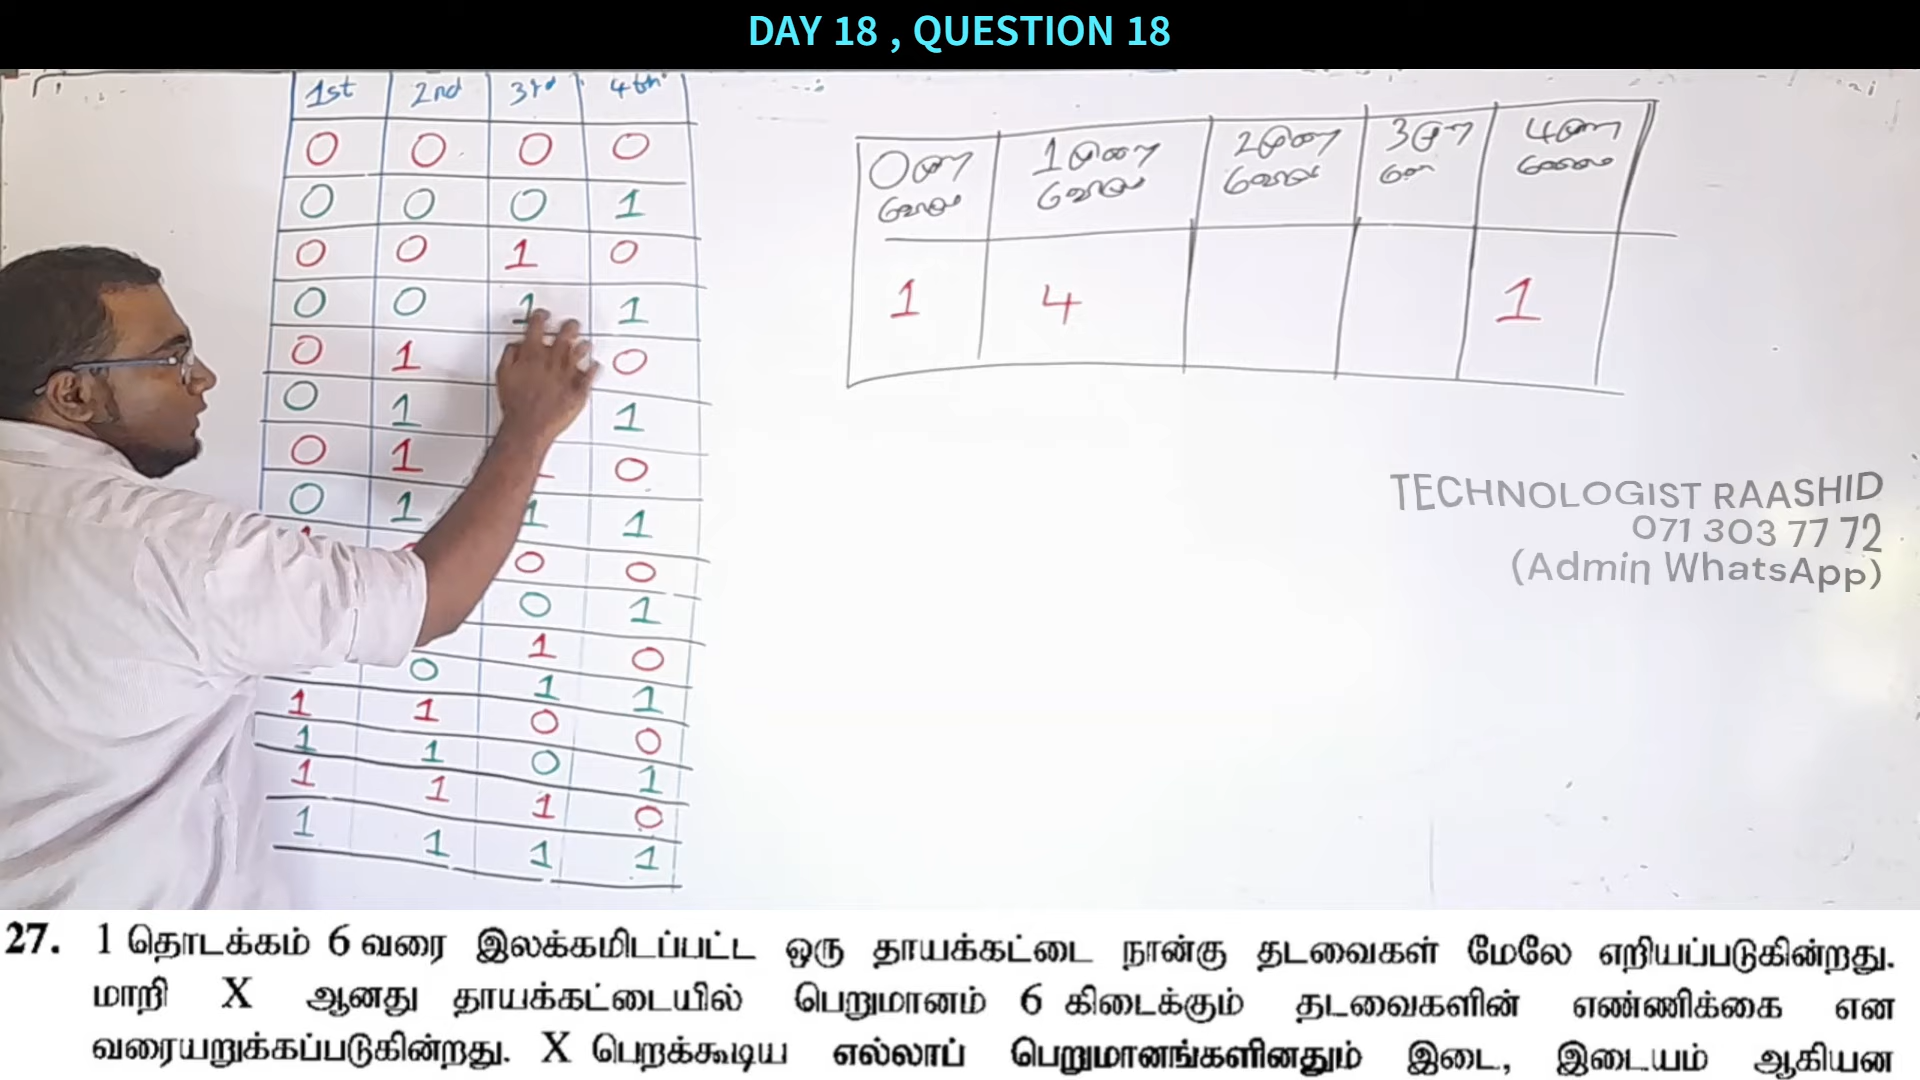 DAY 18 , QUESTION 18
1st 2nd 3rd 4th
0 0 0 0
0 0 0 1
0 0 1 0
0 0 1 1
0 1 0
0 1 1
0 1 0
0 1 1 1
0 0
0 1
1 0
0 1 1
1 1 0 0
1 1 0 1
1 1 1 0
1 1 1 1
0முறை 1முறை 2முறை 4முறை
1 4 1
TECHNOLOGIST RAASHID
071 303 77 72
(Admin WhatsApp)
27. 1 தொடக்கம் 6 வரை இலக்கமிடப்பட்ட ஒரு தாயக்கட்டை நான்கு தடவைகள் மேலே எறியப்படுகின்றது.
மாறி X ஆனது தாயக்கட்டையில் பெறுமானம் 6 கிடைக்கும் தடவைகளின் எண்ணிக்கை என
வரையறுக்கப்படுகின்றது. X பெறக்கூடிய எல்லாப் பெறுமானங்களினதும் இடை, இடையம் ஆகியன